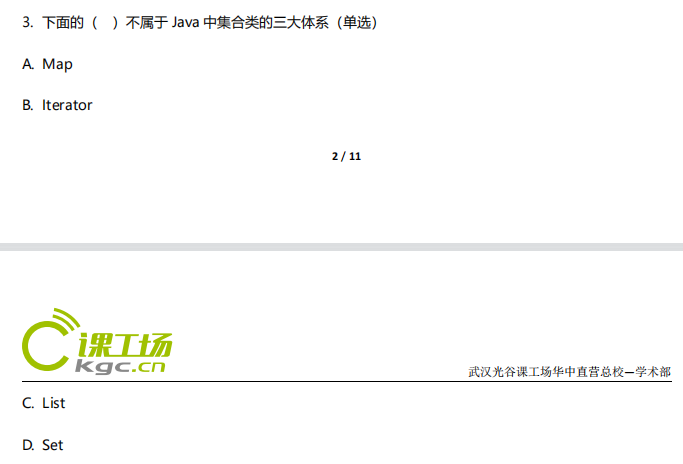 3. 下面的（ ）不属于 Java 中集合类的三大体系（单选）
A. Map
B. Iterator
2 / 11
课工场
kgc.cn
武汉光谷课工场华中直营总校—学术部
C. List
D. Set